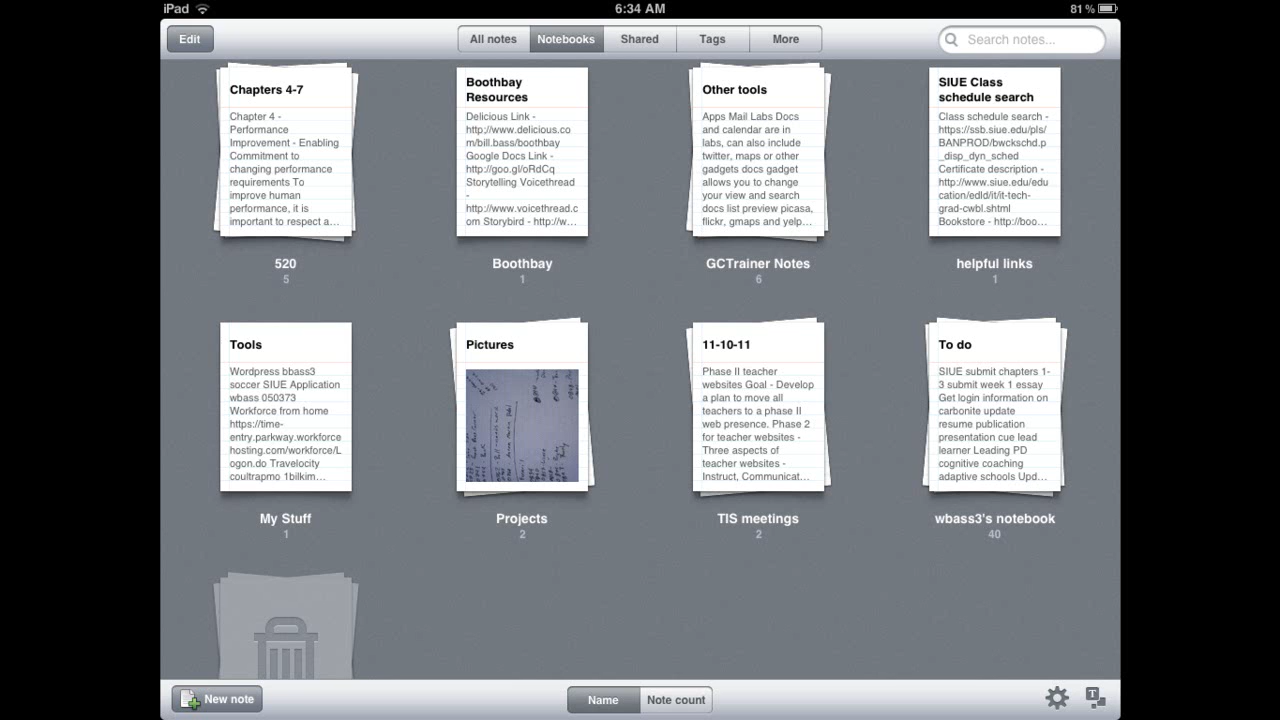 iPad 6:34 AM 81 %
Edit All notes Notebooks Shared Tags More Search notes...
Chapters 4-7
Chapter 4 -
Performance
Improvement - Enabling
Commitment to
changing performance
requirements To
improve human
performance, it is
important to respect a...
520
5
Boothbay
Resources
Delicious Link -
http://www.delicious.co
m/bill.bass/boothbay
Google Docs Link -
http://goo.gl/oRdCq
Storytelling Voicethread
-
http://www.voicethread.c
om Storybird - http://w...
Boothbay
1
Other tools
Apps Mail Labs Docs
and calendar are in
labs, can also include
twitter, maps or other
gadgets docs gadget
allows you to change
your view and search
docs list preview picasa,
flickr, gmaps and yelp...
GCTrainer Notes
6
SIUE Class
schedule search
Class schedule search -
https://ssb.siue.edu/pls/
BANPROD/bwckschd.p
_disp_dyn_sched
Certificate description -
http://www.siue.edu/edu
cation/edld/it/it-tech-
grad-cwbl.shtml
Bookstore - http://boo...
helpful links
1
Tools
Wordpress bbass3
soccer SIUE Application
wbass 050373
Workforce from home
https://time-
entry.parkway.workforce
hosting.com/workforce/L
ogon.do Travelocity
coultrapmo 1bilkim...
My Stuff
1
Pictures
Projects
2
11-10-11
Phase II teacher
websites Goal - Develop
a plan to move all
teachers to a phase II
web presence. Phase 2
for teacher websites -
Three aspects of
teacher websites -
Instruct, Communicat...
TIS meetings
2
To do
SIUE submit chapters 1-
3 submit week 1 essay
Get login information on
carbonite update
resume publication
presentation cue lead
learner Leading PD
cognitive coaching
adaptive schools Upd...
wbass3's notebook
40
New note Name Note count